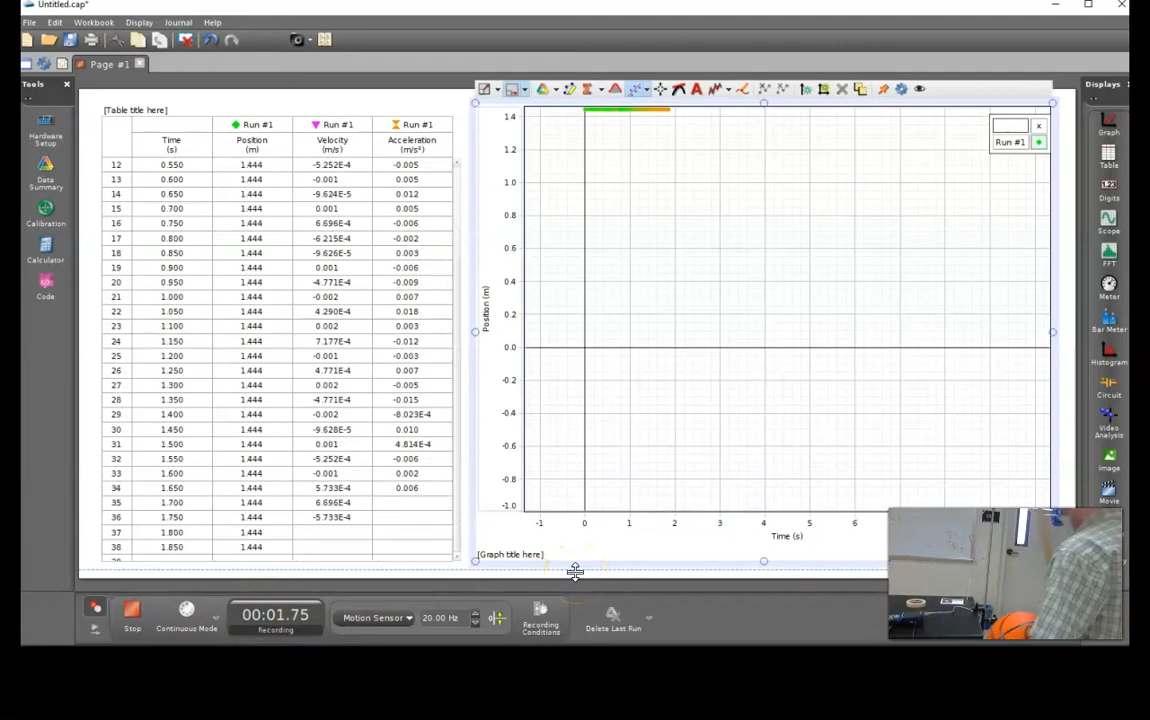 Untitled.cap*
File Edit Workbook Display Journal Help
Page #1
Tools
Displays
Hardware Setup
Data Summary
Calibration
Calculator
Code
[Table title here]
Run #1 Run #1 Run #1
Time (s) Position (m) Velocity (m/s) Acceleration (m/s²)
12 0.550 1.444 -5.252E-4 -0.005
13 0.600 1.444 -0.001 0.005
14 0.650 1.444 -9.624E-5 0.012
15 0.700 1.444 0.001 0.005
16 0.750 1.444 6.696E-4 -0.006
17 0.800 1.444 -6.215E-4 -0.002
18 0.850 1.444 -9.626E-5 0.003
19 0.900 1.444 0.001 -0.006
20 0.950 1.444 -4.771E-4 -0.009
21 1.000 1.444 -0.002 0.007
22 1.050 1.444 4.290E-4 0.018
23 1.100 1.444 0.002 0.003
24 1.150 1.444 7.177E-4 -0.012
25 1.200 1.444 -0.001 -0.003
26 1.250 1.444 4.771E-4 0.007
27 1.300 1.444 0.002 -0.005
28 1.350 1.444 -4.771E-4 -0.015
29 1.400 1.444 -0.002 -8.023E-4
30 1.450 1.444 -9.628E-5 0.010
31 1.500 1.444 0.001 4.814E-4
32 1.550 1.444 -5.252E-4 -0.006
33 1.600 1.444 -0.001 0.002
34 1.650 1.444 5.733E-4 0.006
35 1.700 1.444 6.696E-4
36 1.750 1.444 -5.733E-4
37 1.800 1.444
38 1.850 1.444
Run #1
x
Position (m)
1.4
1.2
1.0
0.8
0.6
0.4
0.2
0.0
-0.2
-0.4
-0.6
-0.8
-1.0
-1 0 1 2 3 4 5 6
Time (s)
[Graph title here]
Graph
Table
1.23
Digits
Scope
FFT
Meter
Bar Meter
Histogram
Circuit
Video Analysis
Image
Movie
Stop
Continuous Mode
00:01.75
Recording
Motion Sensor
20.00 Hz
Recording Conditions
Delete Last Run